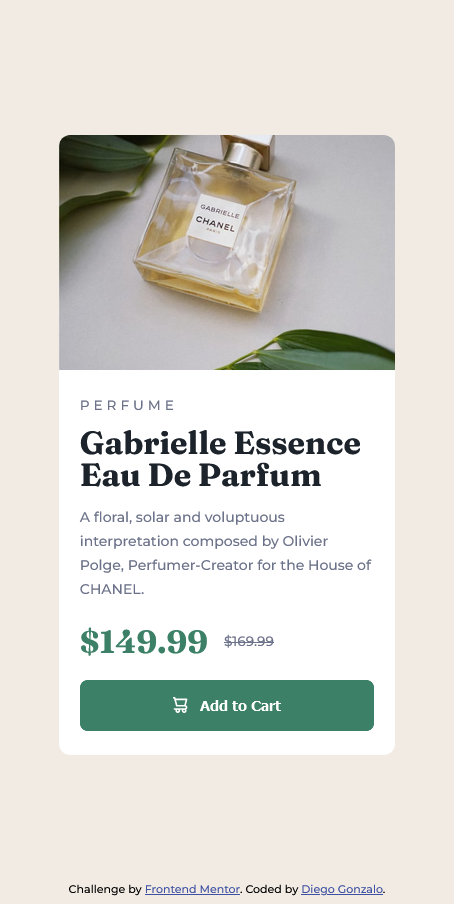 GABRIELLE
CHANEL
PARIS
PERFUME
Gabrielle Essence
Eau De Parfum
A floral, solar and voluptuous
interpretation composed by Olivier
Polge, Perfumer-Creator for the House of
CHANEL.
$149.99 $169.99
Add to Cart
Challenge by Frontend Mentor. Coded by Diego Gonzalo.